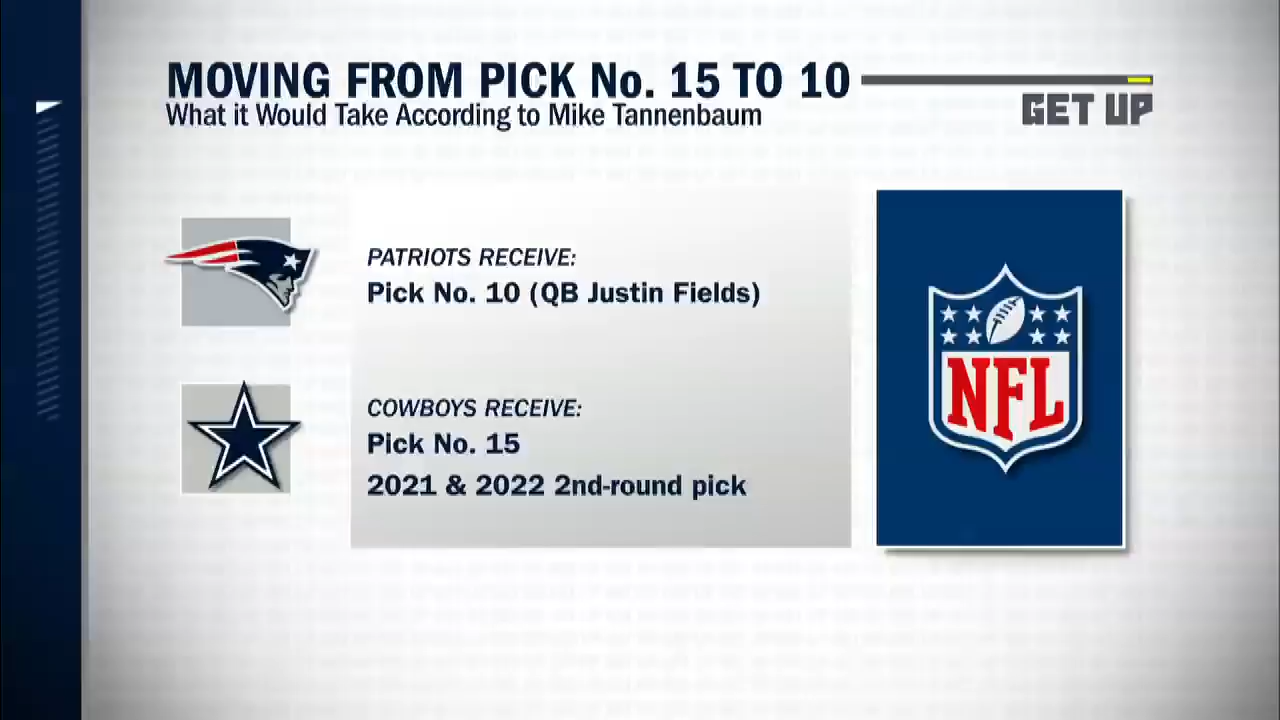 MOVING FROM PICK No. 15 TO 10
What it Would Take According to Mike Tannenbaum
GET UP
PATRIOTS RECEIVE:
Pick No. 10 (QB Justin Fields)
COWBOYS RECEIVE:
Pick No. 15
2021 & 2022 2nd-round pick
NFL